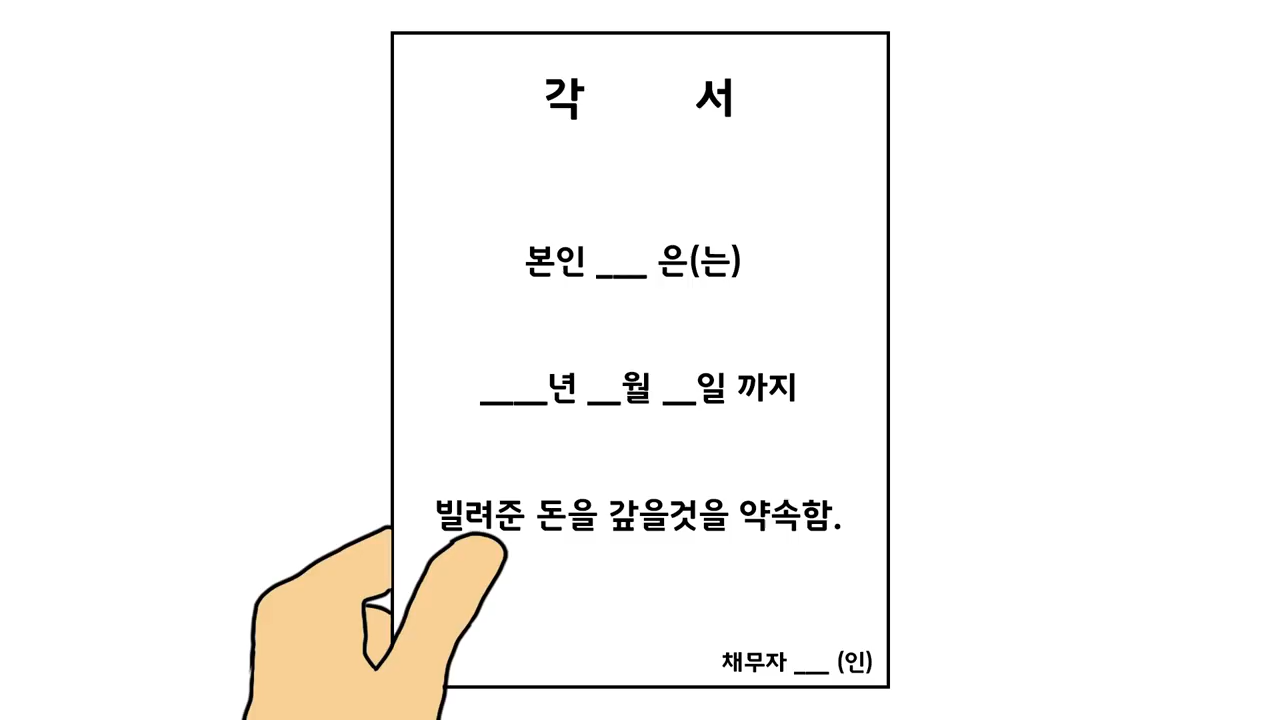 각 서
본인 ___ 은(는)
____년 __월 __일 까지
빌려준 돈을 갚을것을 약속함.
채무자 ___ (인)